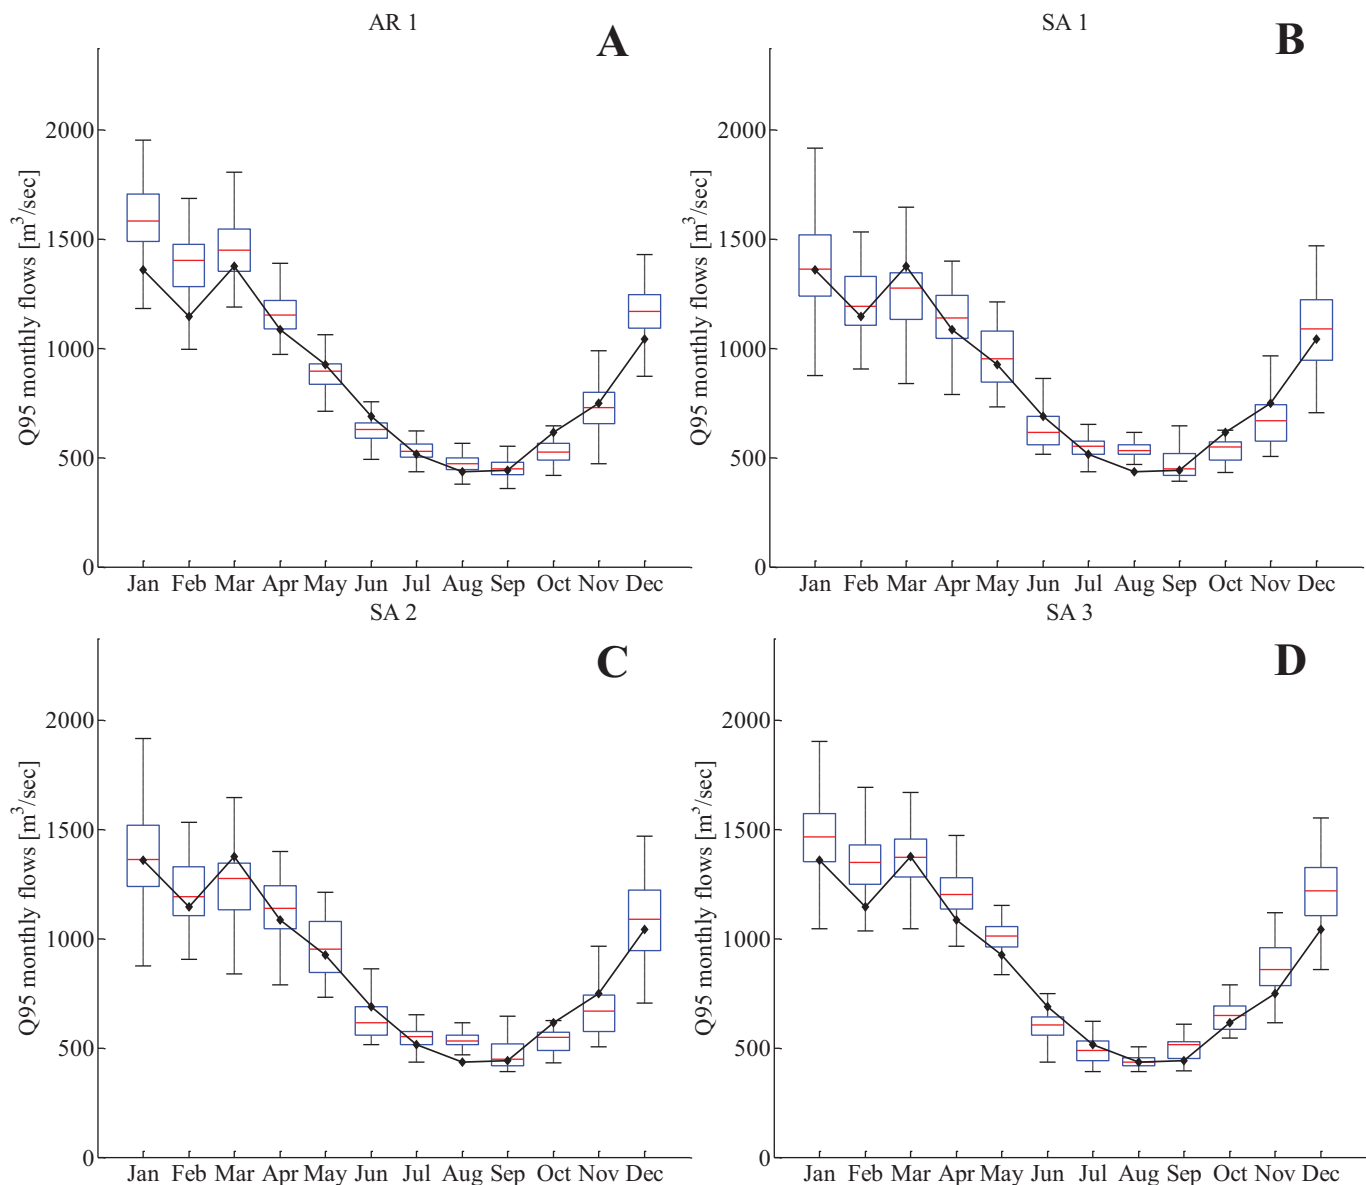 AR 1
A
Q95 monthly flows [m³/sec]
2000
1500
1000
500
0
Jan Feb Mar Apr May Jun Jul Aug Sep Oct Nov Dec
SA 1
B
Q95 monthly flows [m³/sec]
2000
1500
1000
500
0
Jan Feb Mar Apr May Jun Jul Aug Sep Oct Nov Dec
SA 2
C
Q95 monthly flows [m³/sec]
2000
1500
1000
500
0
Jan Feb Mar Apr May Jun Jul Aug Sep Oct Nov Dec
SA 3
D
Q95 monthly flows [m³/sec]
2000
1500
1000
500
0
Jan Feb Mar Apr May Jun Jul Aug Sep Oct Nov Dec